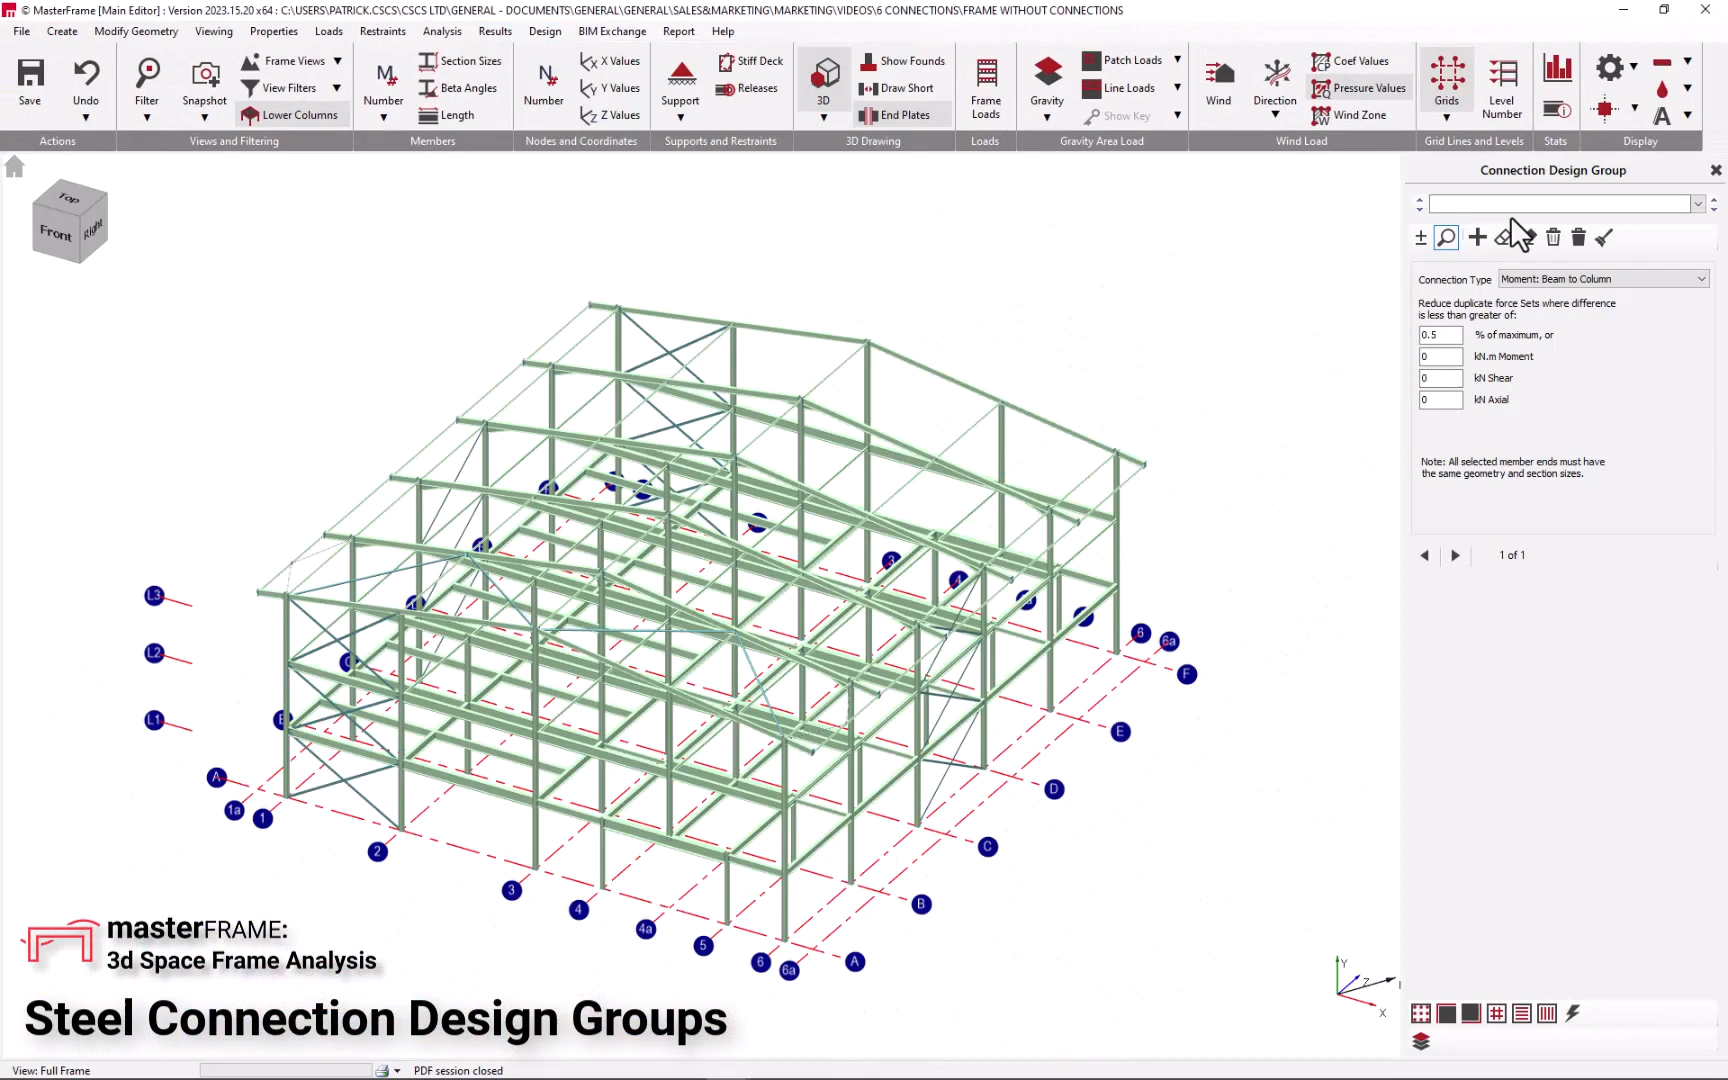 © MasterFrame [Main Editor] : Version 2023.15.20 x64 : C:\USERS\PATRICK.CSCS\CSCS LTD\GENERAL - DOCUMENTS\GENERAL\GENERAL\SALES&MARKETING\MARKETING\VIDEOS\6 CONNECTIONS\FRAME WITHOUT CONNECTIONS
File Create Modify Geometry Viewing Properties Loads Restraints Analysis Results Design BIM Exchange Report Help
Save Undo Filter Snapshot Frame Views View Filters Lower Columns
Number Section Sizes Beta Angles Length
Number X Values Y Values Z Values
Support Stiff Deck Releases
3D Show Founds Draw Short End Plates
Frame Loads
Gravity Patch Loads Line Loads Show Key
Wind Direction Coef Values Pressure Values Wind Zone
Grids Level Number
Actions Views and Filtering Members Nodes and Coordinates Supports and Restraints 3D Drawing Loads Gravity Area Load Wind Load Grid Lines and Levels Stats Display
Connection Design Group
Top
Front Right
Connection Type Moment: Beam to Column
Reduce duplicate force Sets where difference
is less than greater of:
0.5 % of maximum, or
0 kN.m Moment
0 kN Shear
0 kN Axial
Note: All selected member ends must have
the same geometry and section sizes.
1 of 1
3
4
L3
L2
L1
6 6a
F
E
D
C
B
A
A
1a 1
2
3
4
4a
5
6 6a
masterFRAME:
3d Space Frame Analysis
Steel Connection Design Groups
Y
Z
X
View: Full Frame PDF session closed